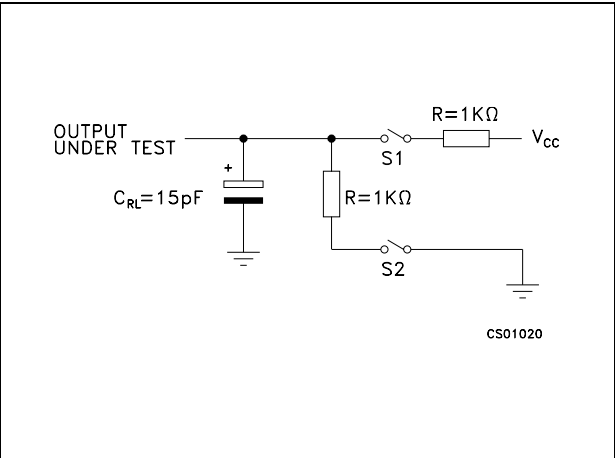 R=1KΩ
OUTPUT
UNDER TEST
V_CC
S1
+
C_RL=15pF
R=1KΩ
S2
CS01020